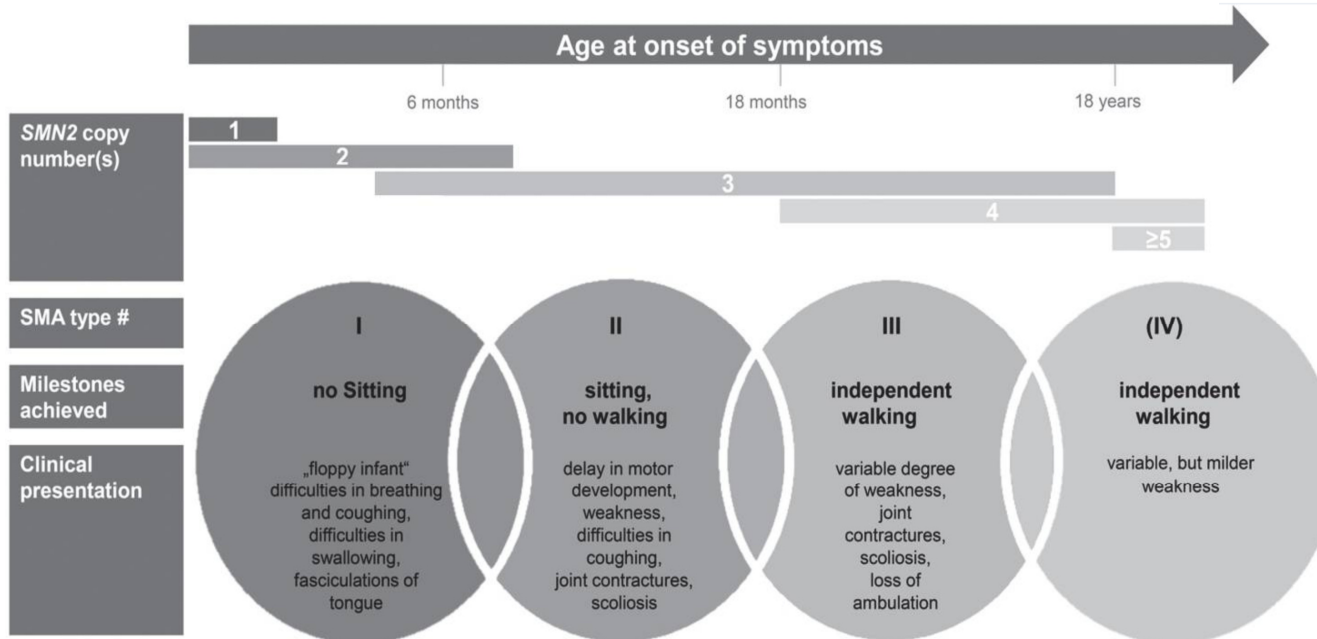 Age at onset of symptoms
6 months
18 months
18 years
SMN2 copy
number(s)
1
2
3
4
≥5
SMA type #
I
II
III
(IV)
Milestones
achieved
no Sitting
sitting,
no walking
independent
walking
independent
walking
Clinical
presentation
„floppy infant“
difficulties in breathing
and coughing,
difficulties in
swallowing,
fasciculations of
tongue
delay in motor
development,
weakness,
difficulties in
coughing,
joint contractures,
scoliosis
variable degree
of weakness,
joint
contractures,
scoliosis,
loss of
ambulation
variable, but milder
weakness